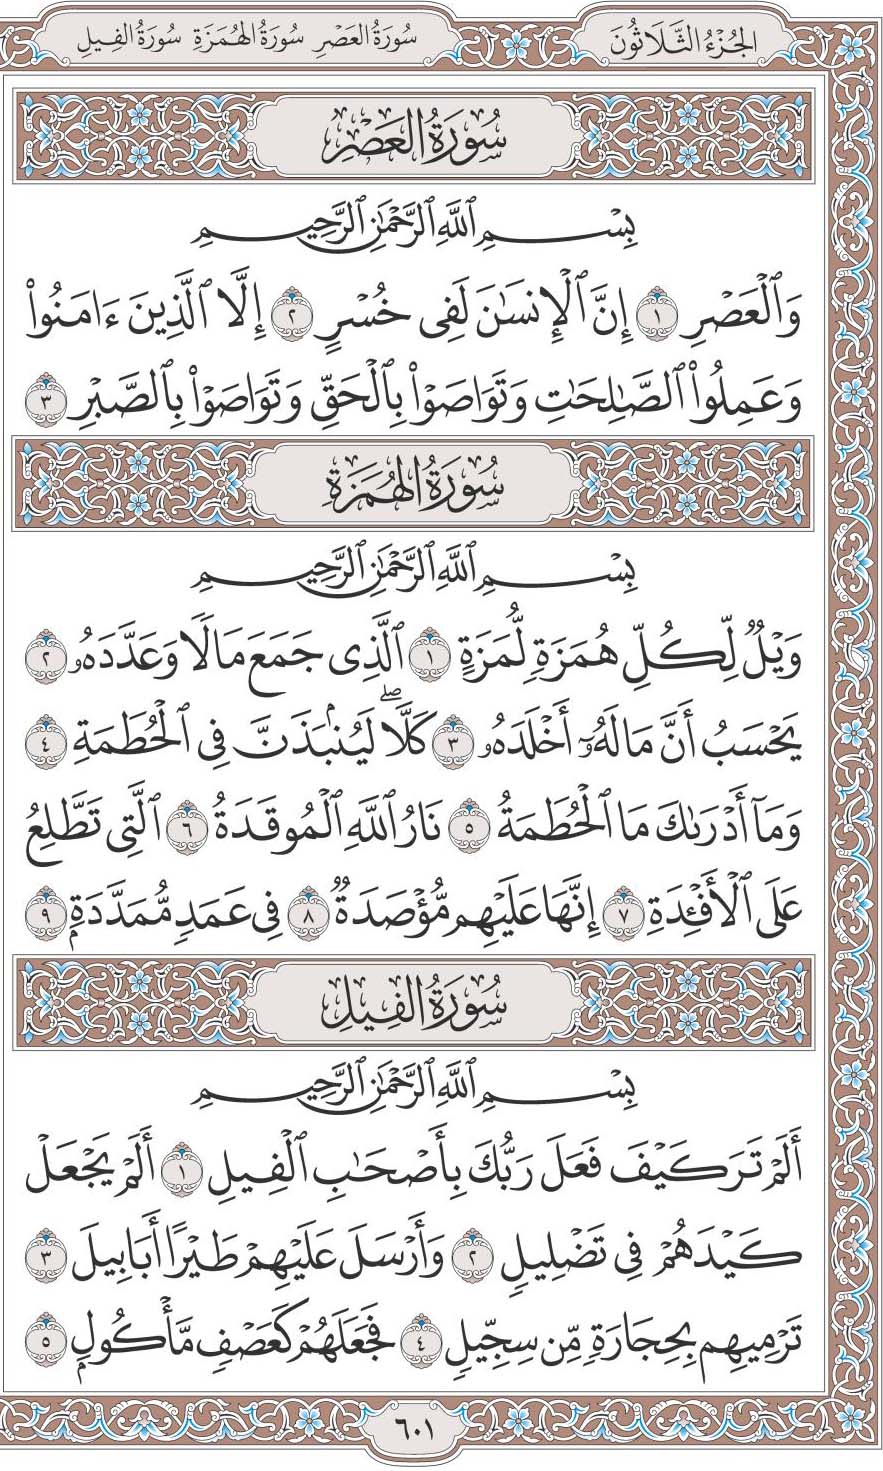 الجُزْءُ الثَّلَاثُونَ
سُورَةُ العَصْرِ سُورَةُ الهُمَزَةِ سُورَةُ الفِيلِ
سُورَةُ العَصْرِ
بِسْمِ ٱللَّهِ ٱلرَّحْمَٰنِ ٱلرَّحِيمِ
وَٱلْعَصْرِ ١ إِنَّ ٱلْإِنسَٰنَ لَفِى خُسْرٍ ٢ إِلَّا ٱلَّذِينَ ءَامَنُوا۟
وَعَمِلُوا۟ ٱلصَّٰلِحَٰتِ وَتَوَاصَوْا۟ بِٱلْحَقِّ وَتَوَاصَوْا۟ بِٱلصَّبْرِ ٣
سُورَةُ الهُمَزَةِ
بِسْمِ ٱللَّهِ ٱلرَّحْمَٰنِ ٱلرَّحِيمِ
وَيْلٌ لِّكُلِّ هُمَزَةٍ لُّمَزَةٍ ١ ٱلَّذِى جَمَعَ مَالًا وَعَدَّدَهُۥ ٢
يَحْسَبُ أَنَّ مَالَهُۥٓ أَخْلَدَهُۥ ٣ كَلَّا ۖ لَيُنۢبَذَنَّ فِى ٱلْحُطَمَةِ ٤
وَمَآ أَدْرَىٰكَ مَا ٱلْحُطَمَةُ ٥ نَارُ ٱللَّهِ ٱلْمُوقَدَةُ ٦ ٱلَّتِى تَطَّلِعُ
عَلَى ٱلْأَفْـِٔدَةِ ٧ إِنَّهَا عَلَيْهِم مُّؤْصَدَةٌ ٨ فِى عَمَدٍ مُّمَدَّدَةٍۭ ٩
سُورَةُ الفِيلِ
بِسْمِ ٱللَّهِ ٱلرَّحْمَٰنِ ٱلرَّحِيمِ
أَلَمْ تَرَ كَيْفَ فَعَلَ رَبُّكَ بِأَصْحَٰبِ ٱلْفِيلِ ١ أَلَمْ يَجْعَلْ
كَيْدَهُمْ فِى تَضْلِيلٍ ٢ وَأَرْسَلَ عَلَيْهِمْ طَيْرًا أَبَابِيلَ ٣
تَرْمِيهِم بِحِجَارَةٍ مِّن سِجِّيلٍ ٤ فَجَعَلَهُمْ كَعَصْفٍ مَّأْكُولٍۭ ٥
٦٠١